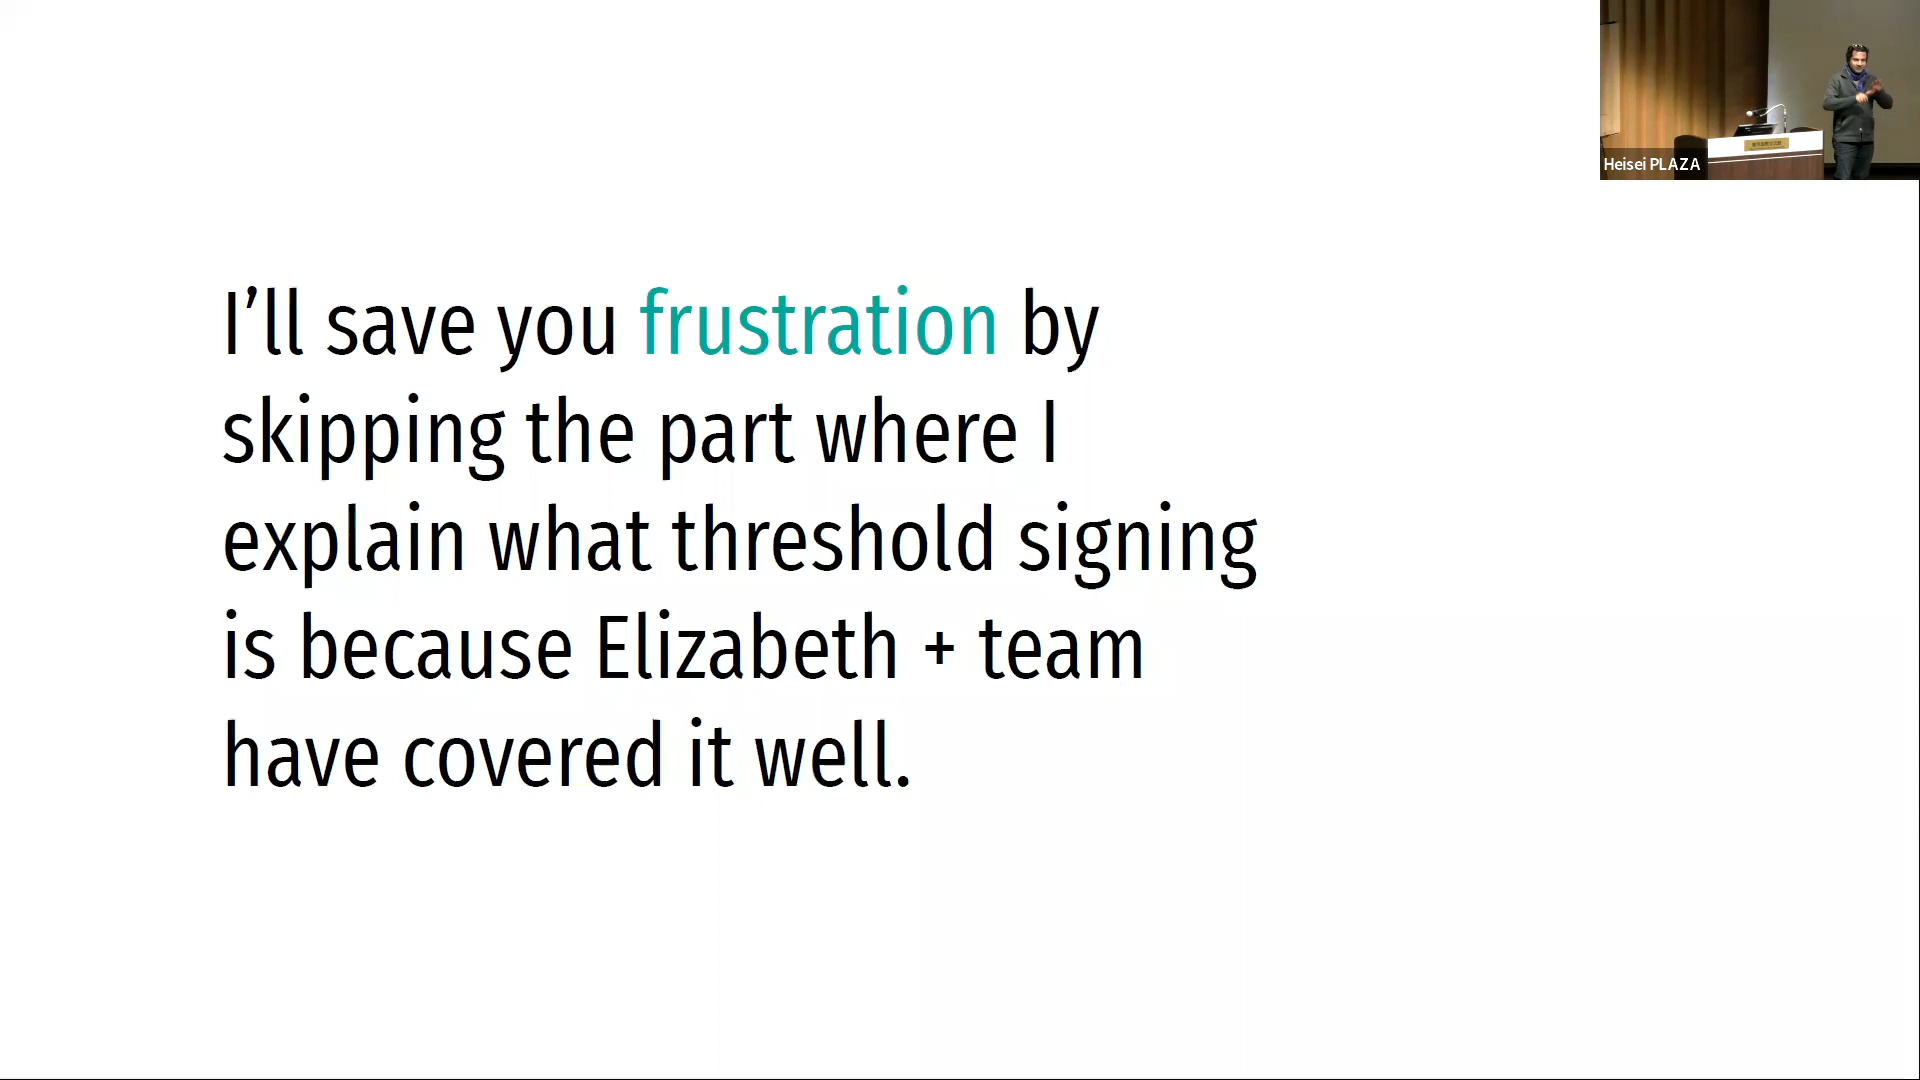 I’ll save you frustration by
skipping the part where I
explain what threshold signing
is because Elizabeth + team
have covered it well.
Heisei PLAZA